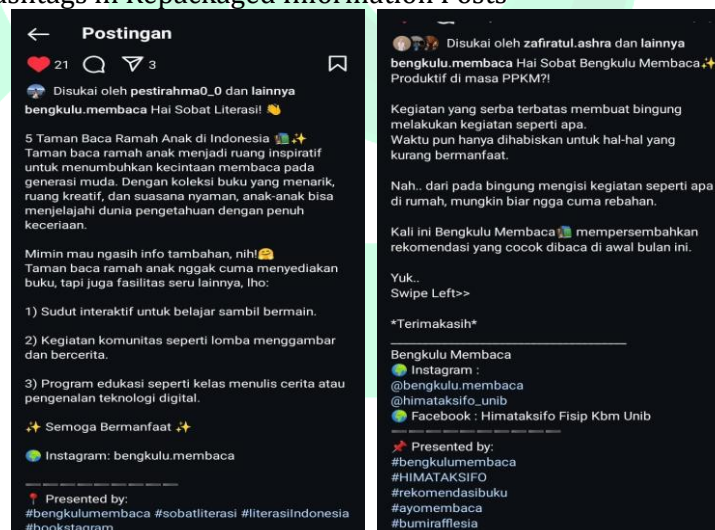 ashtags in Repackaged Information Posts
Postingan
21 3
Disukai oleh pestirahma0_0 dan lainnya
bengkulu.membaca Hai Sobat Literasi! 👋
5 Taman Baca Ramah Anak di Indonesia
Taman baca ramah anak menjadi ruang inspiratif
untuk menumbuhkan kecintaan membaca pada
generasi muda. Dengan koleksi buku yang menarik,
ruang kreatif, dan suasana nyaman, anak-anak bisa
menjelajahi dunia pengetahuan dengan penuh
keceriaan.
Mimin mau ngasih info tambahan, nih!🤗
Taman baca ramah anak nggak cuma menyediakan
buku, tapi juga fasilitas seru lainnya, lho:
1) Sudut interaktif untuk belajar sambil bermain.
2) Kegiatan komunitas seperti lomba menggambar
dan bercerita.
3) Program edukasi seperti kelas menulis cerita atau
pengenalan teknologi digital.
✨ Semoga Bermanfaat ✨
🌍 Instagram: bengkulu.membaca
📍 Presented by:
#bengkulumembaca #sobatliterasi #literasiIndonesia
#bookstagram
Disukai oleh zafiratul.ashra dan lainnya
bengkulu.membaca Hai Sobat Bengkulu Membaca✨
Produktif di masa PPKM?!
Kegiatan yang serba terbatas membuat bingung
melakukan kegiatan seperti apa.
Waktu pun hanya dihabiskan untuk hal-hal yang
kurang bermanfaat.
Nah.. dari pada bingung mengisi kegiatan seperti apa
di rumah, mungkin biar ngga cuma rebahan.
Kali ini Bengkulu Membaca mempersembahkan
rekomendasi yang cocok dibaca di awal bulan ini.
Yuk..
Swipe Left>>
*Terimakasih*
Bengkulu Membaca
🌍 Instagram :
@bengkulu.membaca
@himataksifo_unib
🌍 Facebook : Himataksifo Fisip Kbm Unib
📌 Presented by:
#bengkulumembaca
#HIMATAKSIFO
#rekomendasibuku
#ayomembaca
#bumirafflesia